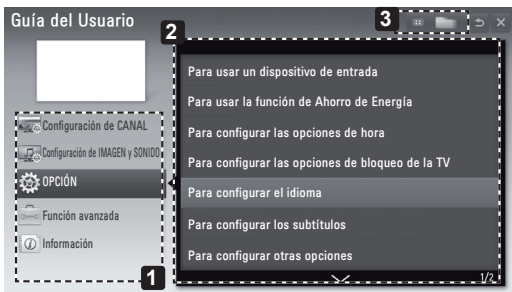 Guía del Usuario
3
2
Para usar un dispositivo de entrada
Para usar la función de Ahorro de Energía
Configuración de CANAL
Para configurar las opciones de hora
Configuración de IMAGEN y SONIDO
Para configurar las opciones de bloqueo de la TV
OPCIÓN
Para configurar el idioma
Función avanzada
Para configurar los subtítulos
Información
Para configurar otras opciones
1
1/2